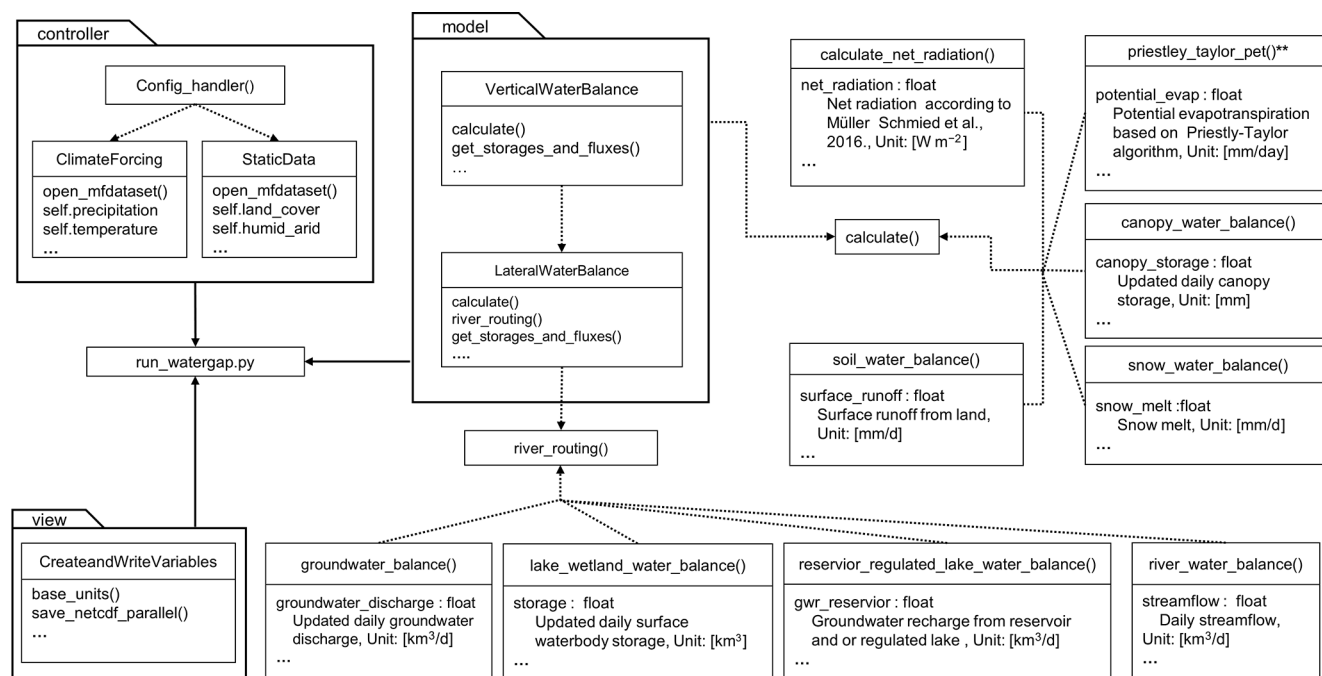 controller
Config_handler()
ClimateForcing
open_mfdataset()
self.precipitation
self.temperature
...
StaticData
open_mfdataset()
self.land_cover
self.humid_arid
...
model
VerticalWaterBalance
calculate()
get_storages_and_fluxes()
...
LateralWaterBalance
calculate()
river_routing()
get_storages_and_fluxes()
....
run_watgap.py
river_routing()
calculate()
calculate_net_radiation()
net_radiation : float
Net radiation according to
Müller Schmied et al.,
2016., Unit: [W m⁻²]
...
priestley_taylor_pet()**
potential_evap : float
Potential evapotranspiration
based on Priestly-Taylor
algorithm, Unit: [mm/day]
...
canopy_water_balance()
canopy_storage : float
Updated daily canopy
storage, Unit: [mm]
...
soil_water_balance()
surface_runoff : float
Surface runoff from land,
Unit: [mm/d]
...
snow_water_balance()
snow_melt :float
Snow melt, Unit: [mm/d]
...
view
CreateandWriteVariables
base_units()
save_netcdf_parallel()
...
groundwater_balance()
groundwater_discharge : float
Updated daily groundwater
discharge, Unit: [km³/d]
...
lake_wetland_water_balance()
storage : float
Updated daily surface
waterbody storage, Unit: [km³]
...
reservior_regulated_lake_water_balance()
gwr_reservior : float
Groundwater recharge from reservoir
and or regulated lake , Unit: [km³/d]
...
river_water_balance()
streamflow : float
Daily streamflow,
Unit: [km³/d]
...